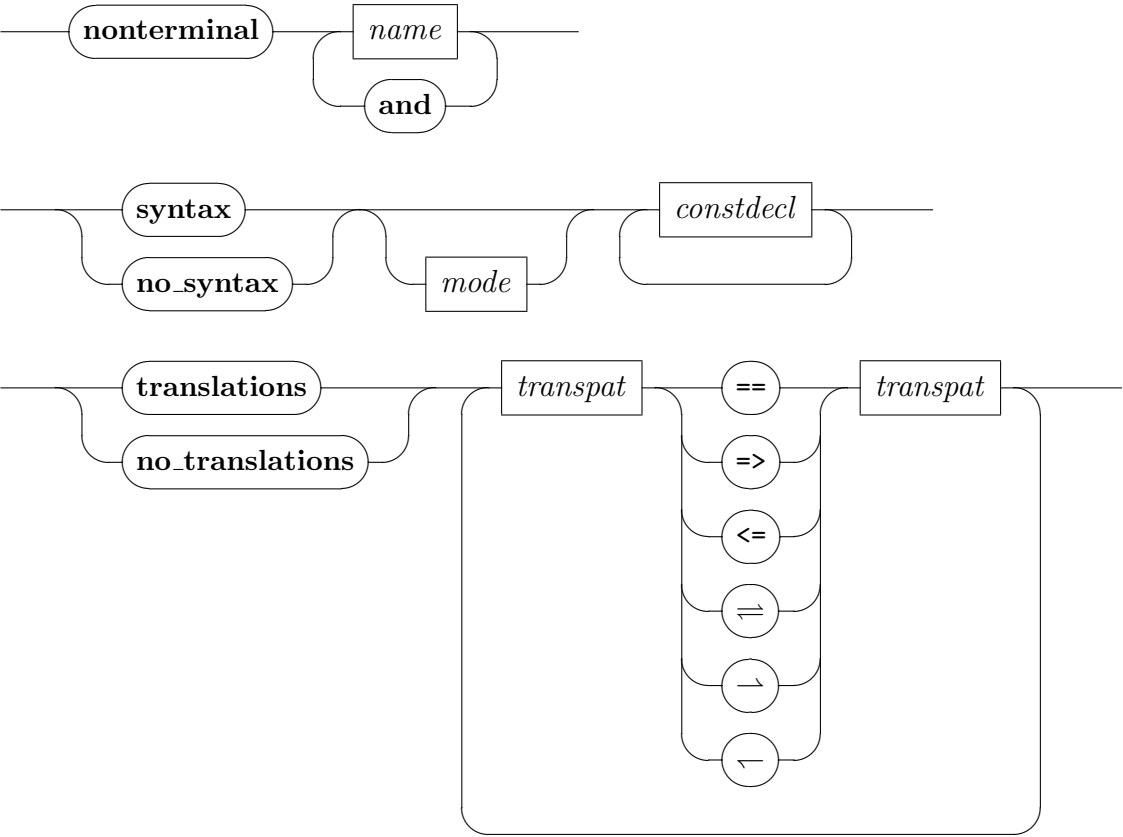 nonterminal name
and
syntax constdecl
no_syntax mode
translations transpat == transpat
no_translations =>
<=
⇌
⇀
↽